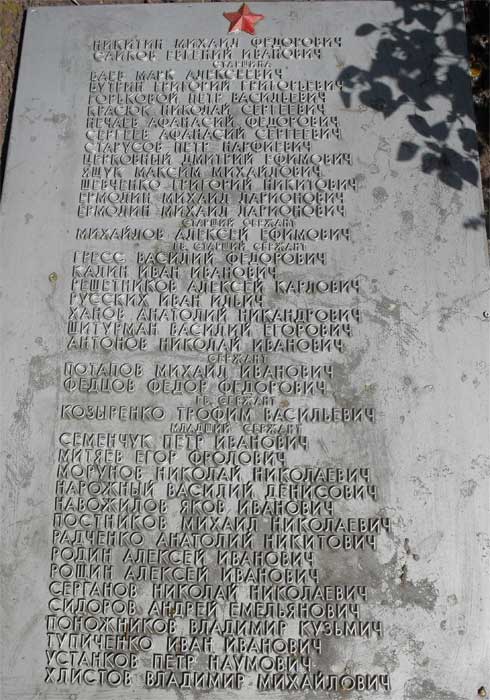 НИКИТИН МИХАИЛ ФЕДОРОВИЧ
САЙКОВ ЕВГЕНИЙ ИВАНОВИЧ
СТАРШИНА
БАЕВ МАРК АЛЕКСЕЕВИЧ
БУТРИН ГРИГОРИЙ ГРИГОРЬЕВИЧ
ГОРЬКОВОЙ ПЕТР ВАСИЛЬЕВИЧ
КРАСЮК НИКОЛАЙ СЕРГЕЕВИЧ
НЕЧАЕВ АФАНАСИЙ ФЕДОРОВИЧ
СЕРГЕЕВ АФАНАСИЙ СЕРГЕЕВИЧ
СТАРУСОВ ПЕТР НАРФИЕВИЧ
ЦЕРКОВНЫЙ ДМИТРИЙ ЕФИМОВИЧ
ЯЩУК МАКСИМ МИХАЙЛОВИЧ
ШЕВЧЕНКО ГРИГОРИЙ НИКИТОВИЧ
ЕРМОЛИН МИХАИЛ ЛАРИОНОВИЧ
ЕРМОЛИН МИХАИЛ ЛАРИОНОВИЧ
СТАРШИЙ СЕРЖАНТ
МИХАЙЛОВ АЛЕКСЕЙ ЕФИМОВИЧ
ГВ. СТАРШИЙ СЕРЖАНТ
ГРЕСС ВАСИЛИЙ ФЕДОРОВИЧ
КАЛИН ИВАН ИВАНОВИЧ
РЕШЕТНИКОВ АЛЕКСЕЙ КАРЛОВИЧ
РУССКИХ ИВАН ИЛЬИЧ
ХАНОВ АНАТОЛИЙ НИКАНДРОВИЧ
ШИТУРМАН ВАСИЛИЙ ЕГОРОВИЧ
АНТОНОВ НИКОЛАЙ ИВАНОВИЧ
СЕРЖАНТ
ПОТАПОВ МИХАИЛ ИВАНОВИЧ
ФЕДЦОВ ФЕДОР ФЕДОРОВИЧ
ГВ. СЕРЖАНТ
КОЗЫРЕНКО ТРОФИМ ВАСИЛЬЕВИЧ
МЛАДШИЙ СЕРЖАНТ
СЕМЕНЧУК ПЕТР ИВАНОВИЧ
МИТЯЕВ ЕГОР ФРОЛОВИЧ
МОРУНОВ НИКОЛАЙ НИКОЛАЕВИЧ
НАРОЖНЫЙ ВАСИЛИЙ ДЕНИСОВИЧ
НАВОЖИЛОВ ЯКОВ ИВАНОВИЧ
ПОСТНИКОВ МИХАИЛ НИКОЛАЕВИЧ
РАДЧЕНКО АНАТОЛИЙ НИКИТОВИЧ
РОДИН АЛЕКСЕЙ ИВАНОВИЧ
РОЩИН АЛЕКСЕЙ ИВАНОВИЧ
СЕРГАНОВ НИКОЛАЙ НИКОЛАЕВИЧ
СИДОРОВ АНДРЕЙ ЕМЕЛЬЯНОВИЧ
ПОНОЖНИКОВ ВЛАДИМИР КУЗЬМИЧ
ТУПИЧЕНКО ИВАН ИВАНОВИЧ
УСТАНКОВ ПЕТР НАУМОВИЧ
ХЛИСТОВ ВЛАДИМИР МИХАЙЛОВИЧ